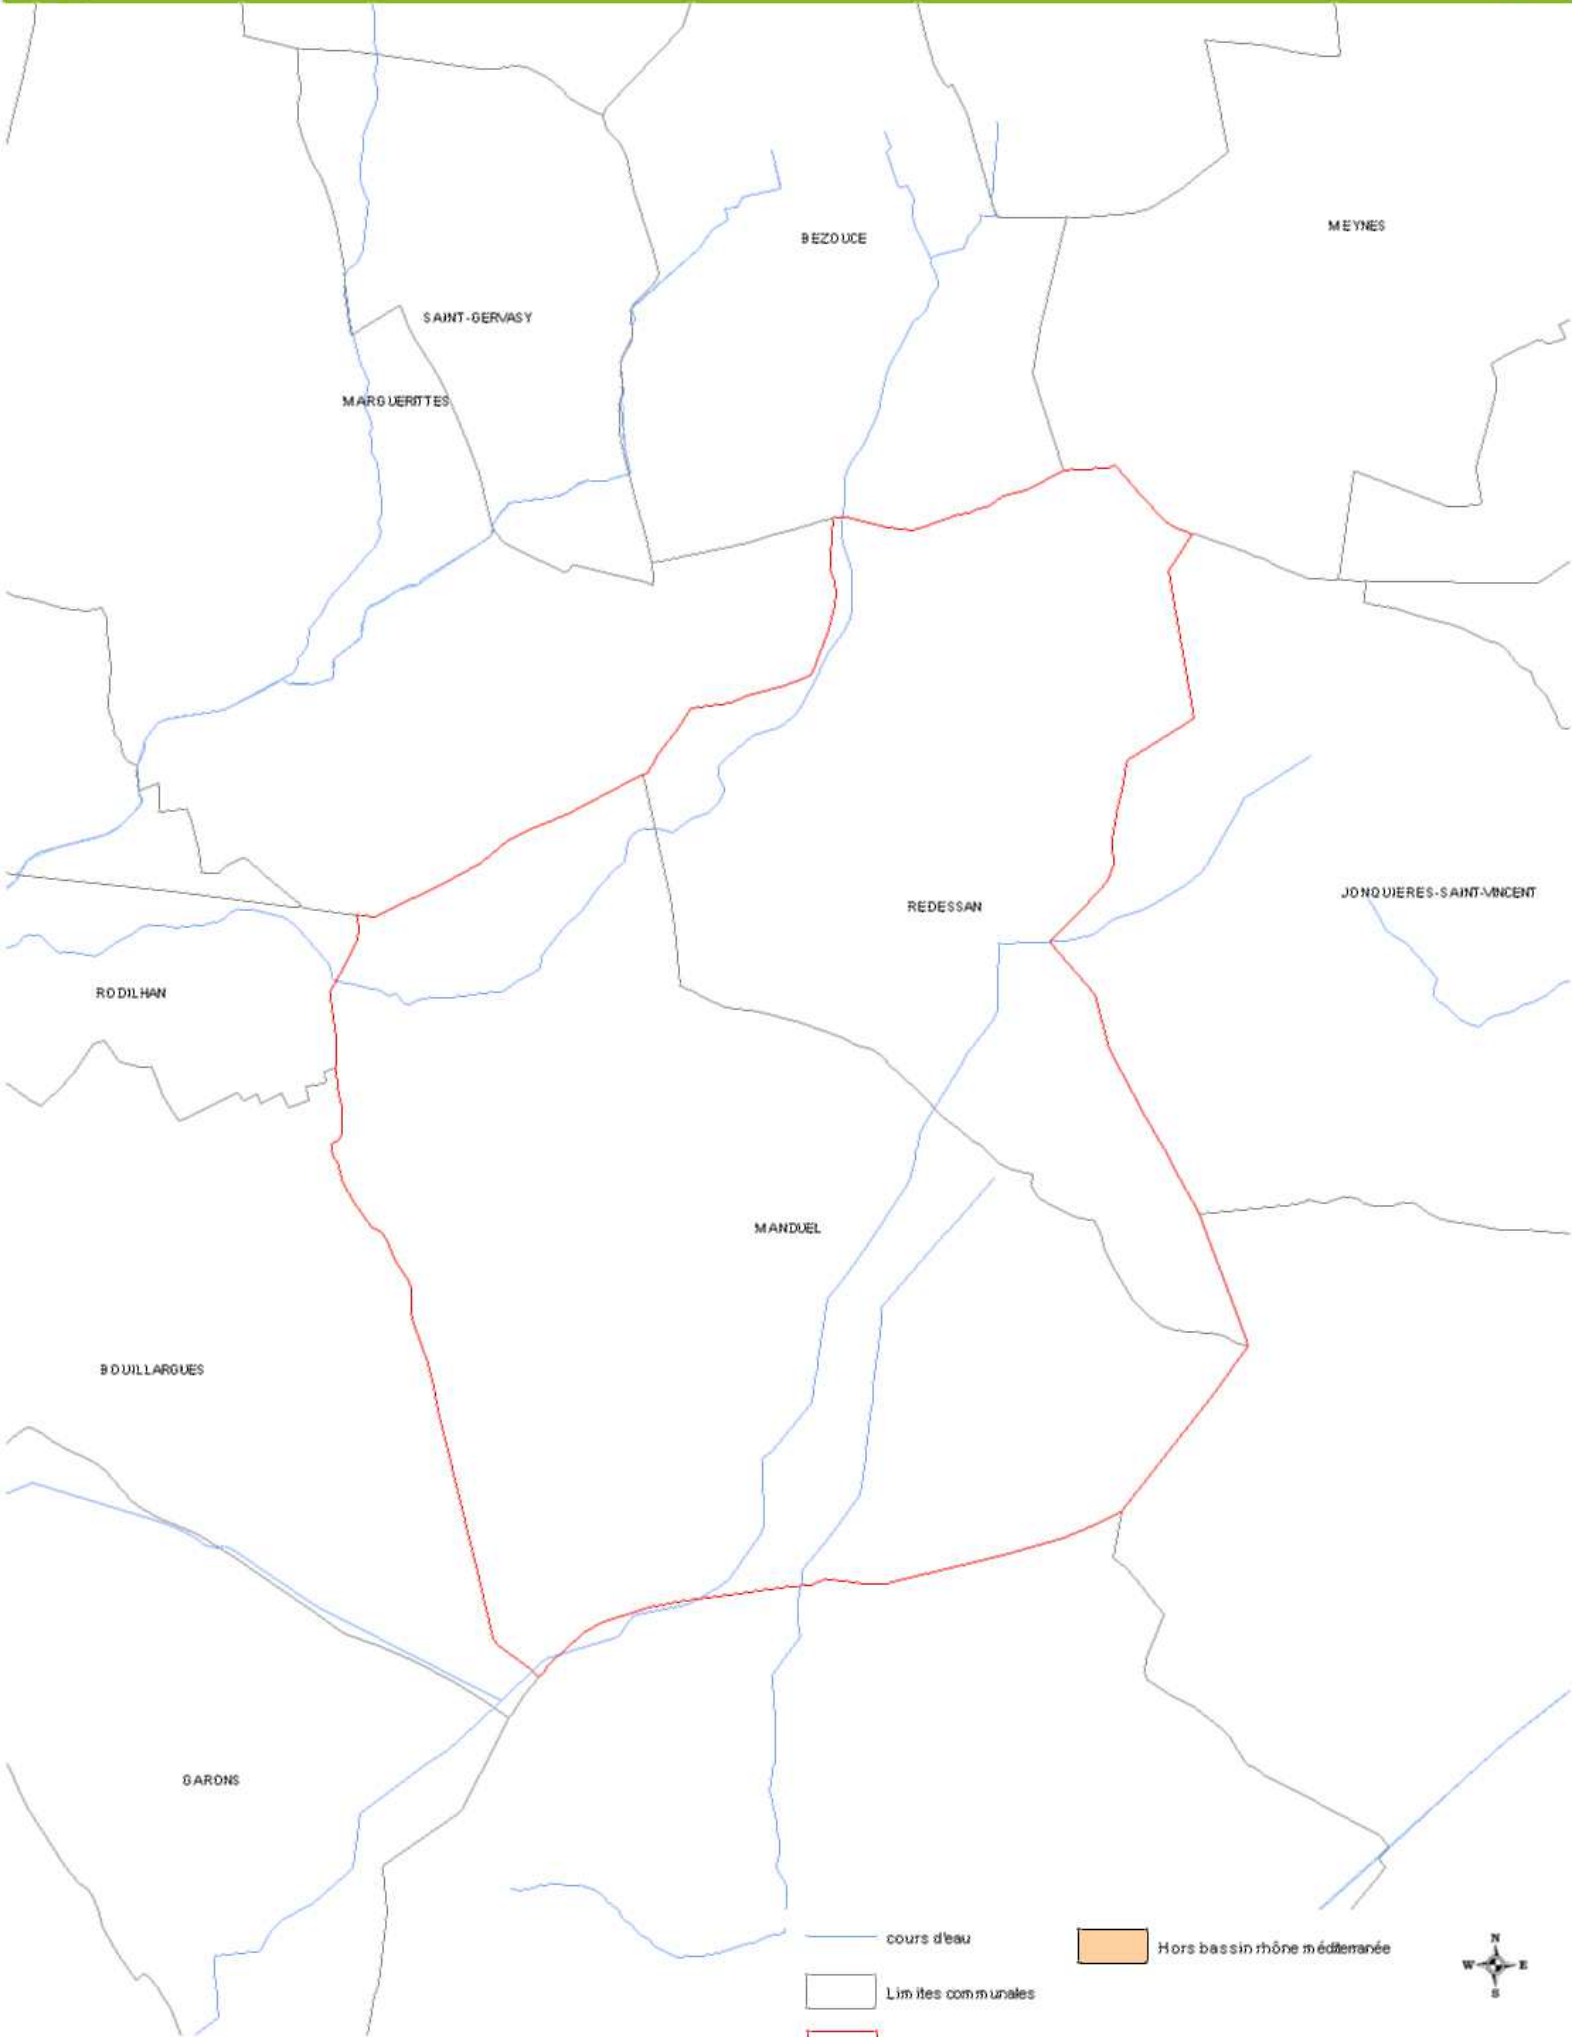 MEYNES
BEZOUCE
SAINT-GERVASY
MARGUERITTES
JONQUIERES-SAINT-VINCENT
REDESSAN
RODILHAN
MANDUEL
BOUILLARGUES
GARONS
cours d'eau
Hors bassin rhône méditerranée
Limites communales
N
W E
S